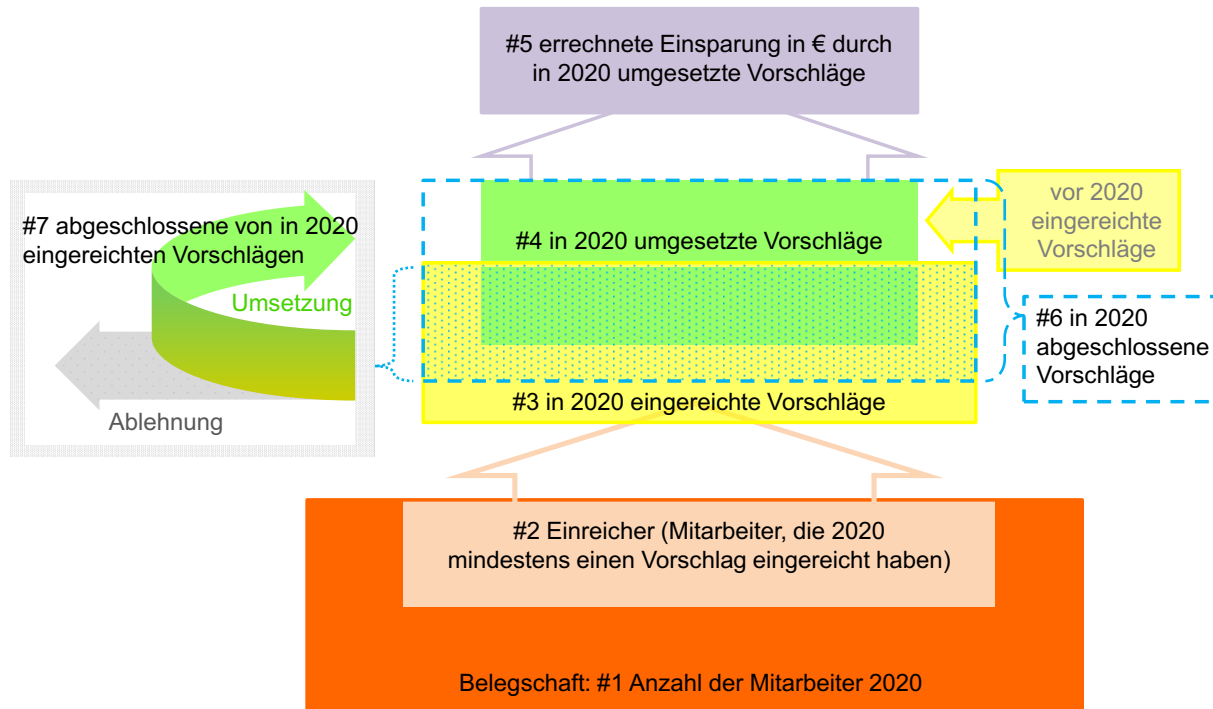 #5 errechnete Einsparung in € durch
in 2020 umgesetzte Vorschläge
#7 abgeschlossene von in 2020
eingereichten Vorschlägen
Umsetzung
Ablehnung
#4 in 2020 umgesetzte Vorschläge
vor 2020
eingereichte
Vorschläge
#6 in 2020
abgeschlossene
Vorschläge
#3 in 2020 eingereichte Vorschläge
#2 Einreicher (Mitarbeiter, die 2020
mindestens einen Vorschlag eingereicht haben)
Belegschaft: #1 Anzahl der Mitarbeiter 2020